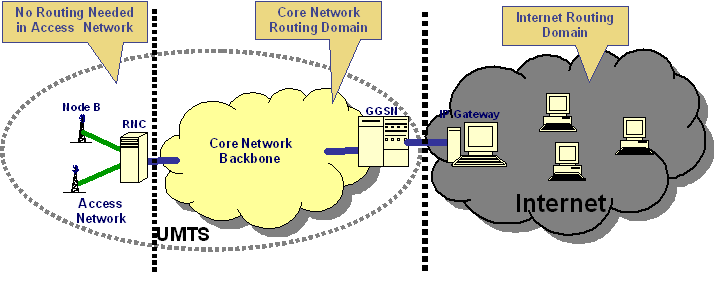 No Routing Needed
in Access Network
Core Network
Routing Domain
Internet Routing
Domain
Node B
RNC
GGSN
IP Gateway
Core Network
Backbone
Access
Network
Internet
UMTS